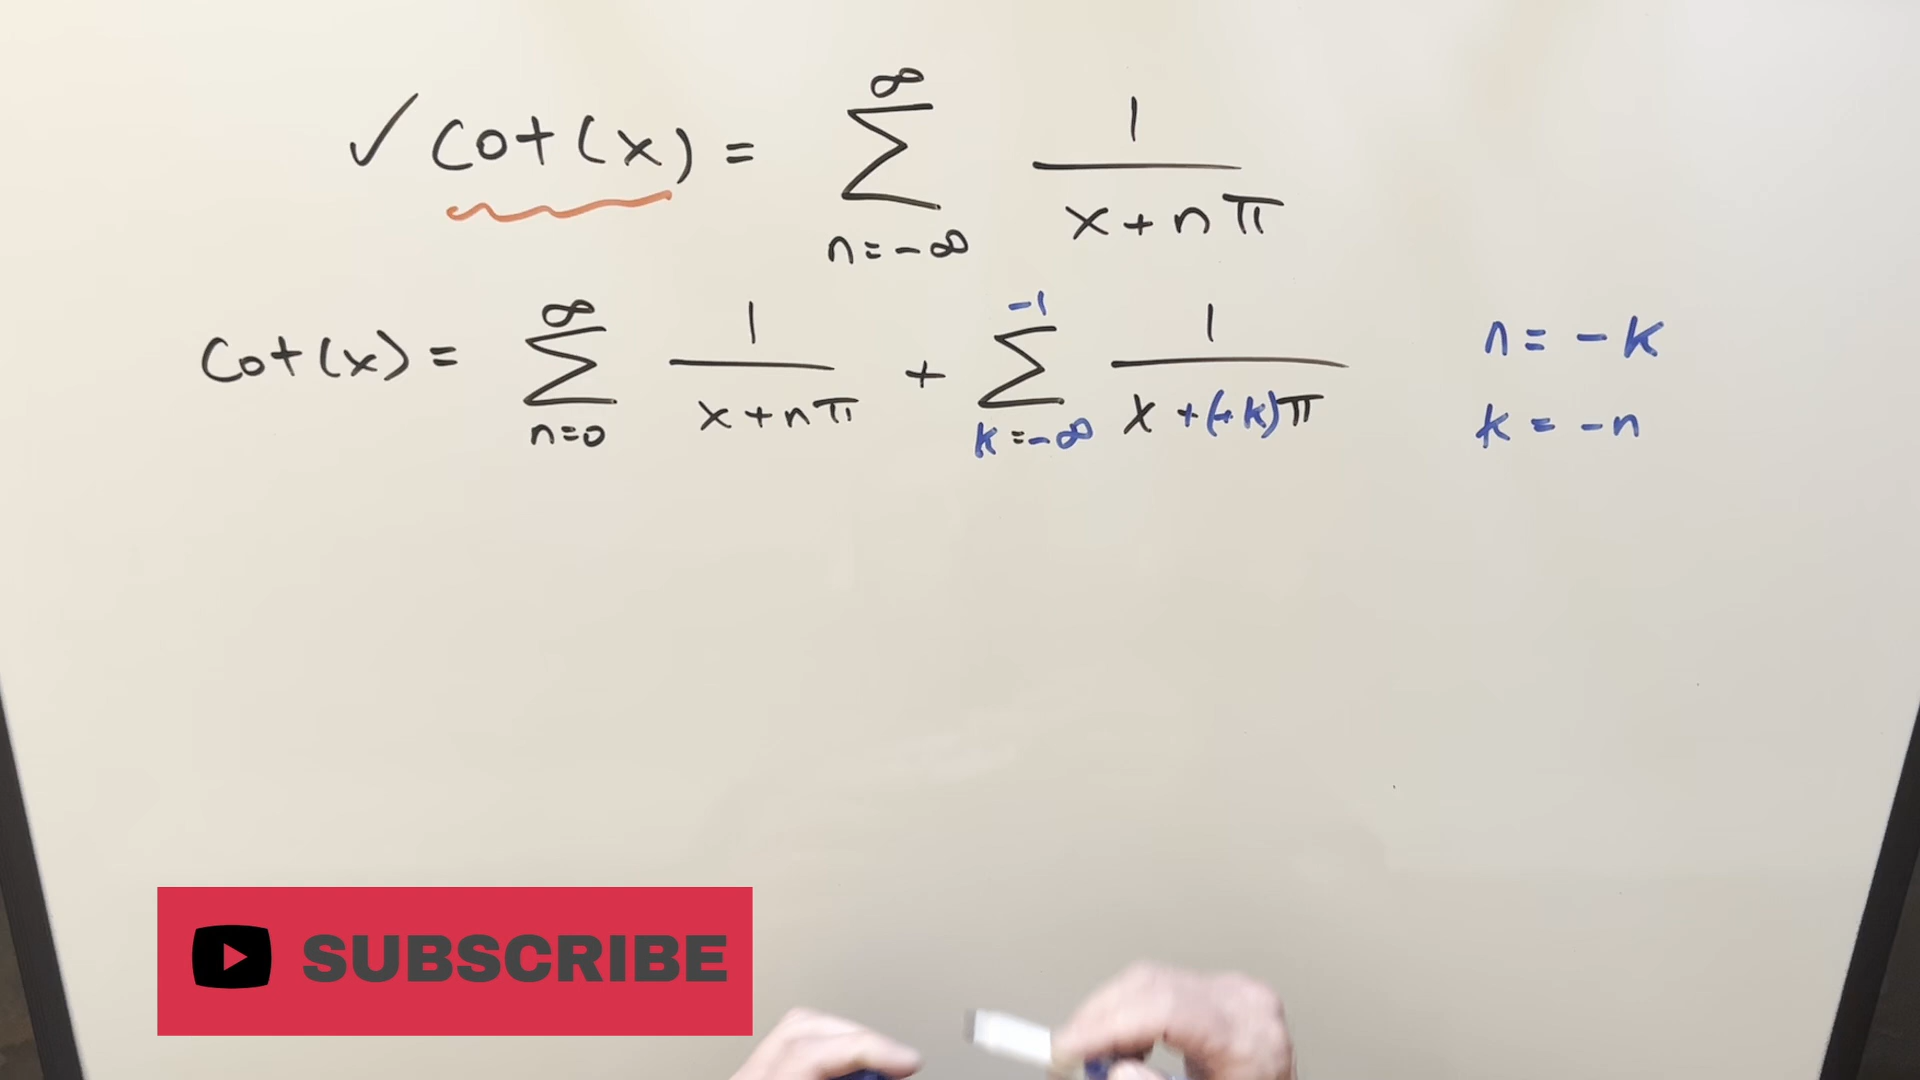 ✓ Cot(x) = ∞ ∑ n=-∞ 1/(x+nπ)
Cot(x) = ∞ ∑ n=0 1/(x+nπ) + -1 ∑ k=-∞ 1/(x+(-k)π)
n = -k
k = -n
SUBSCRIBE